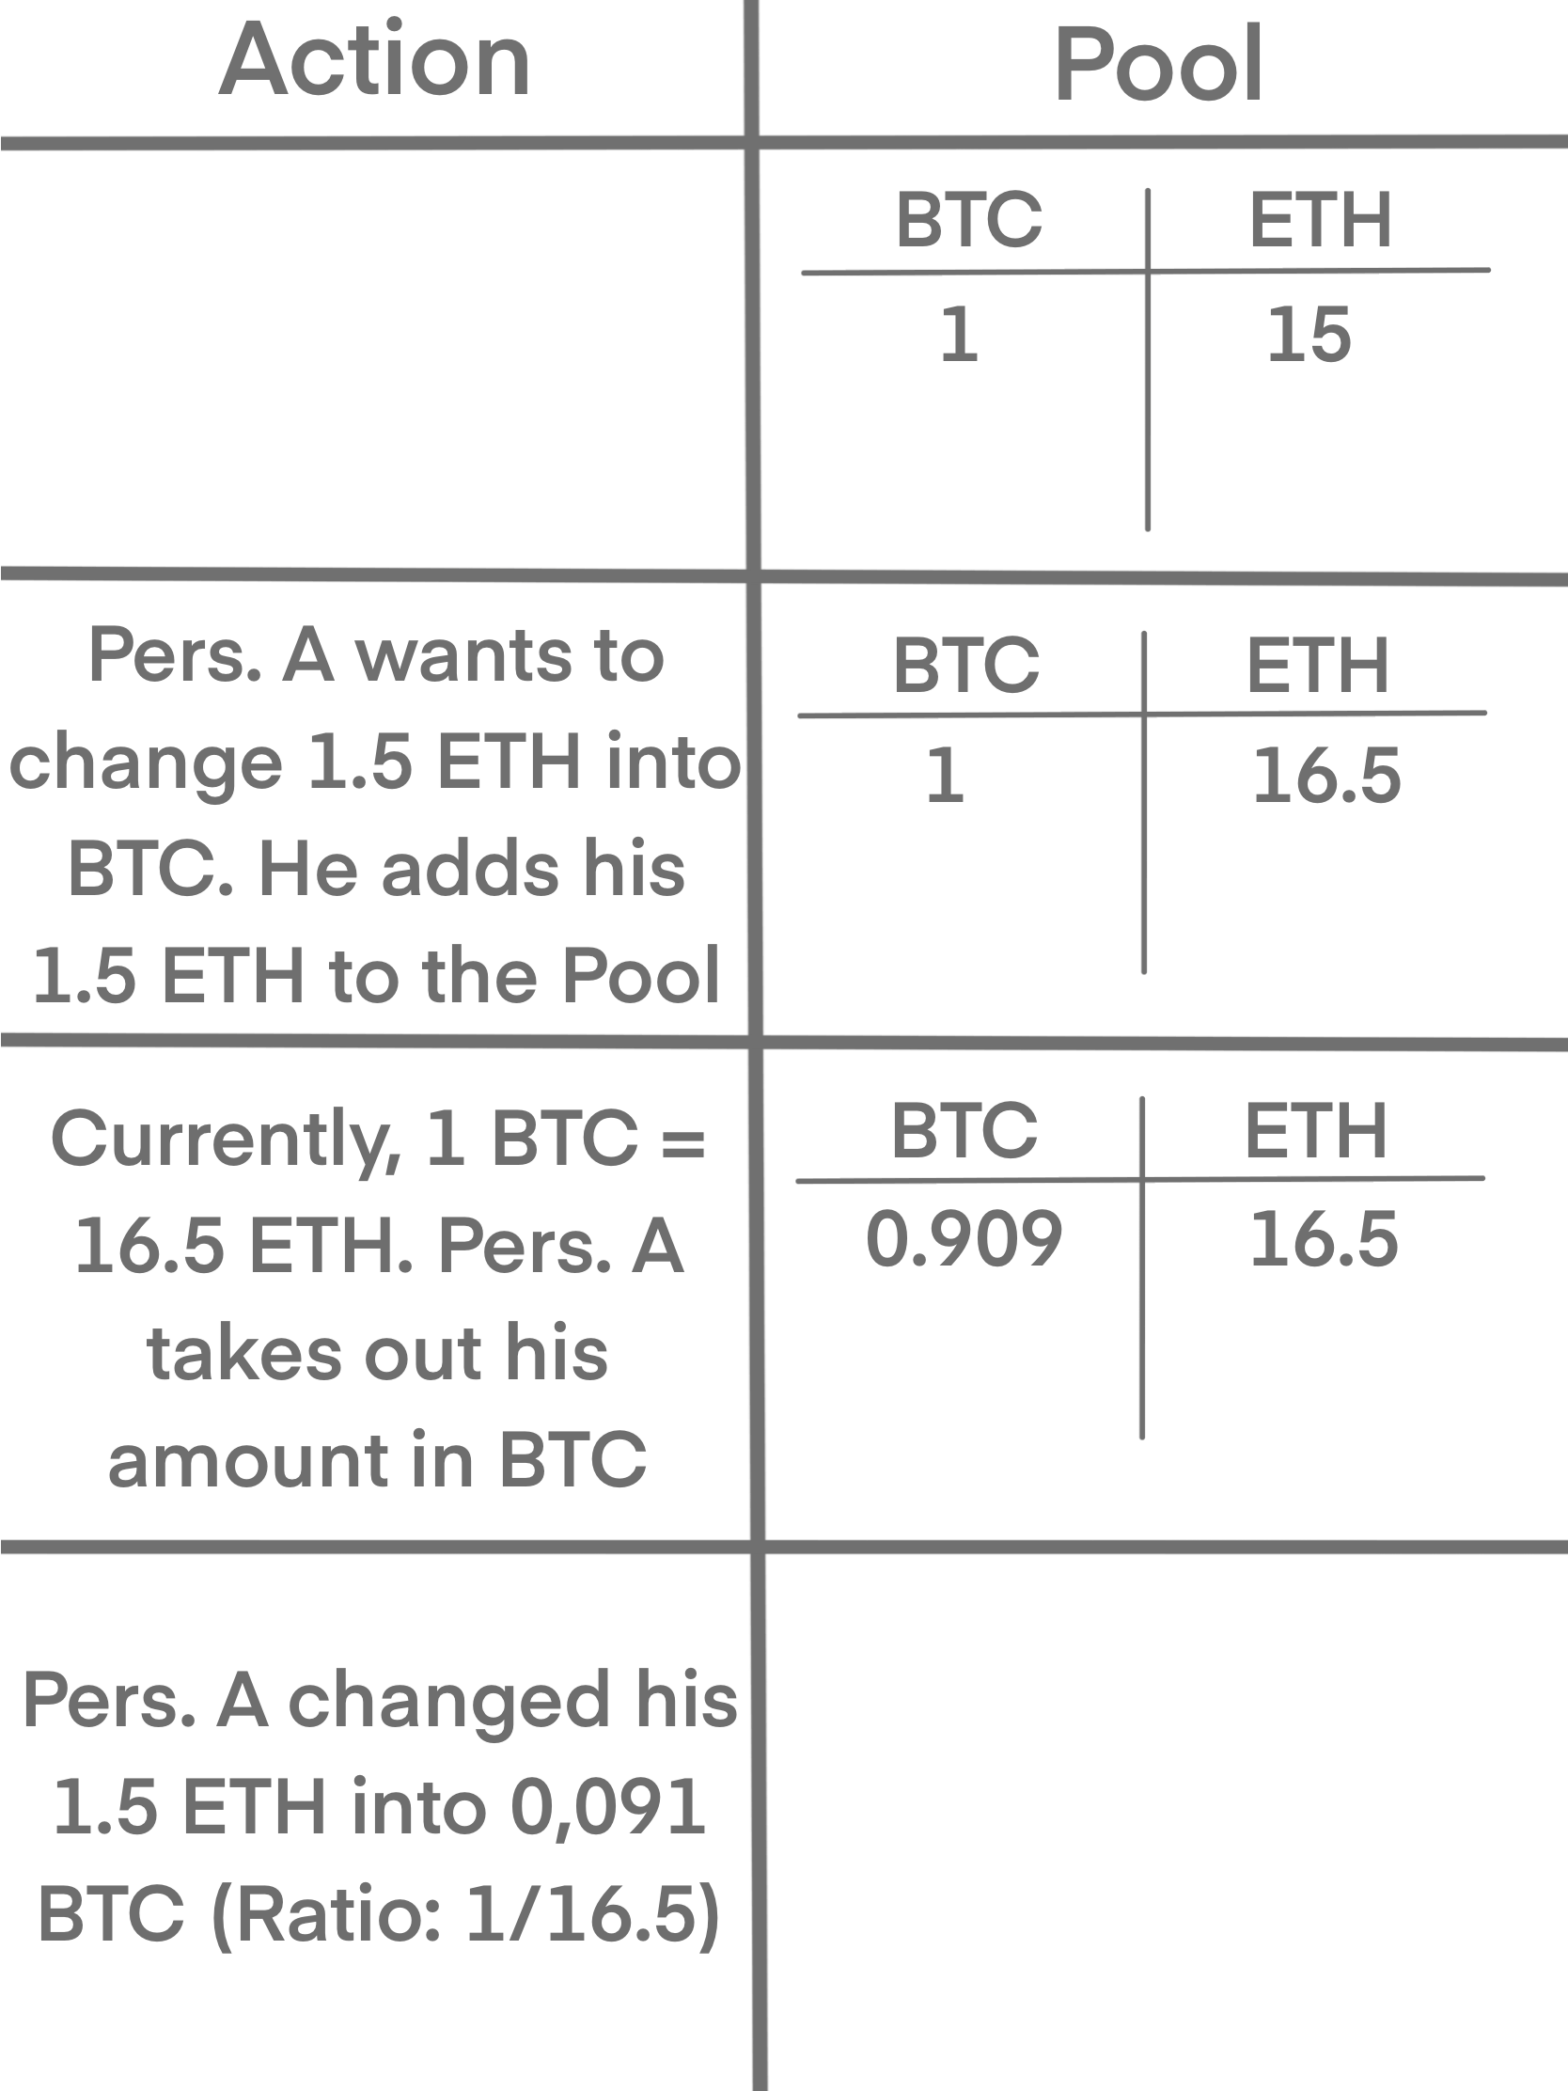 Action
Pool
BTC ETH
1 15
Pers. A wants to
change 1.5 ETH into
BTC. He adds his
1.5 ETH to the Pool
BTC ETH
1 16.5
Currently, 1 BTC =
16.5 ETH. Pers. A
takes out his
amount in BTC
BTC ETH
0.909 16.5
Pers. A changed his
1.5 ETH into 0,091
BTC (Ratio: 1/16.5)